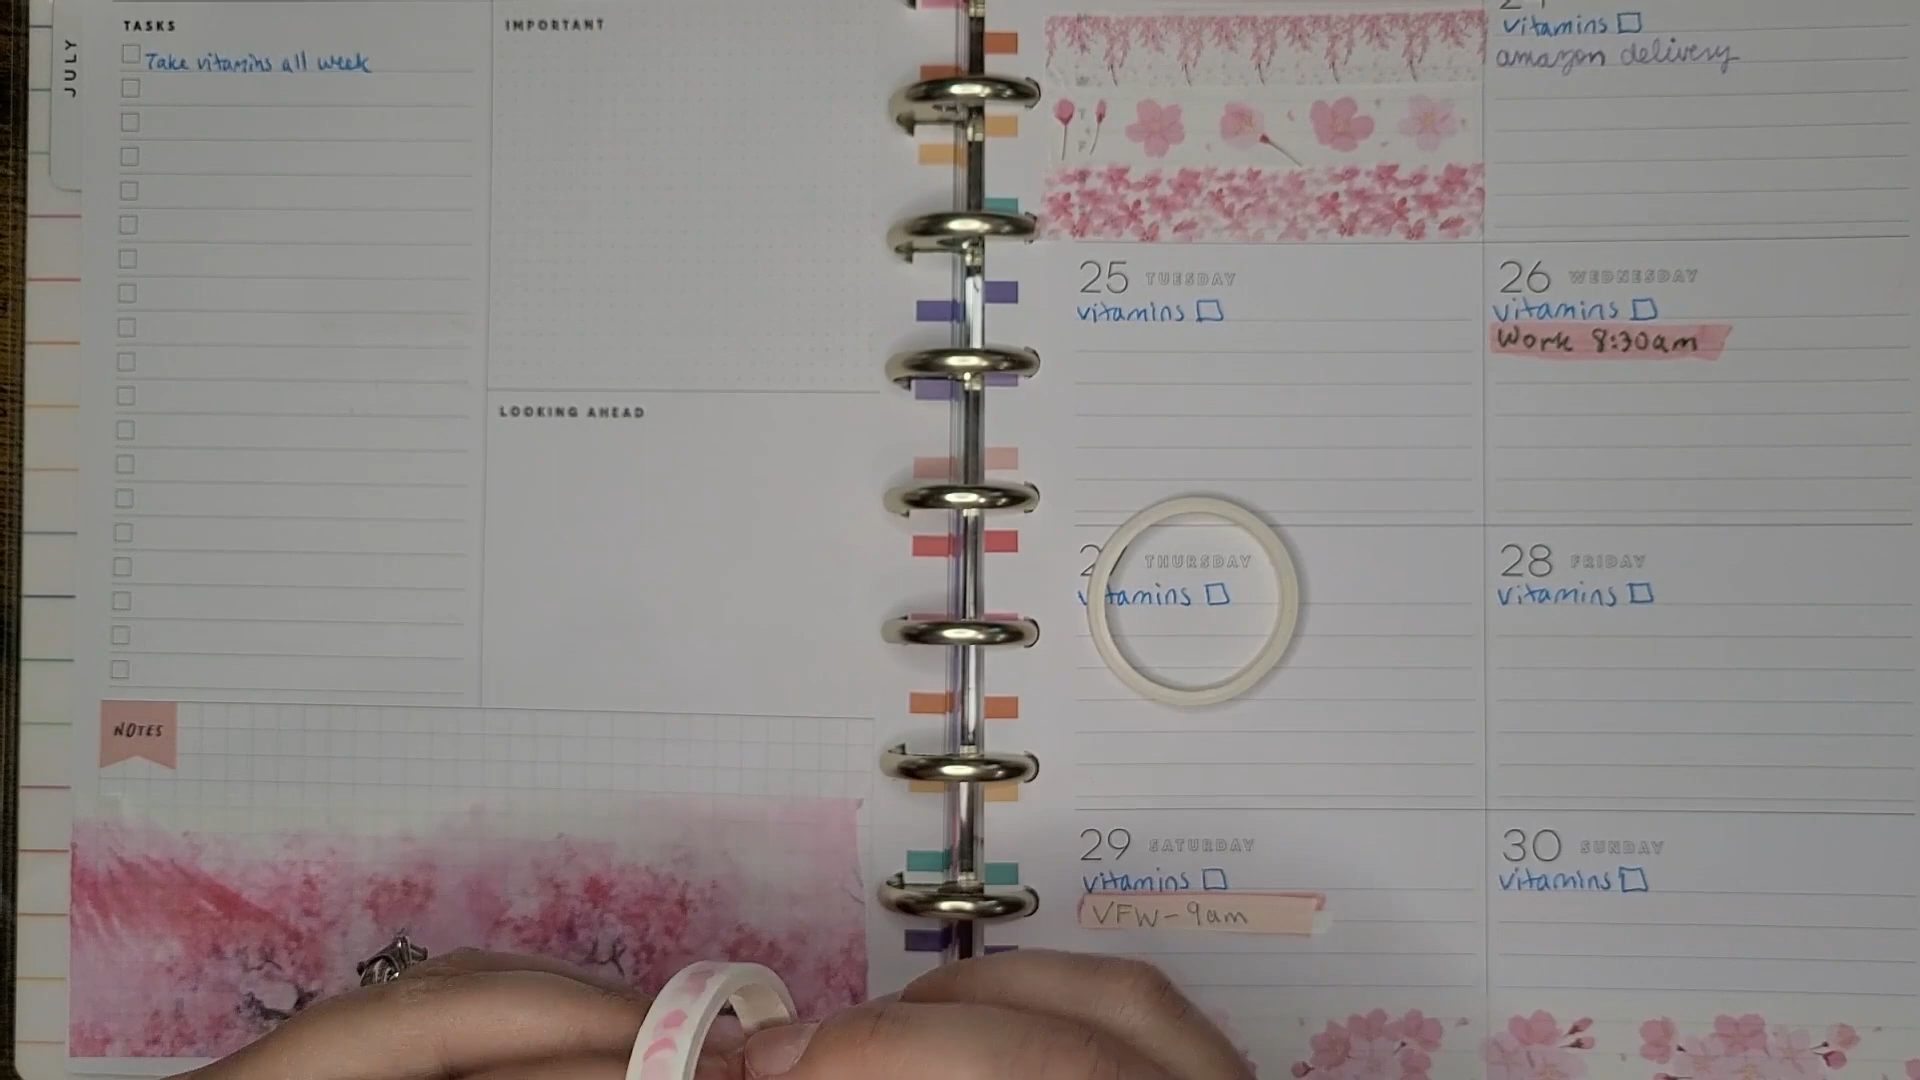 JULY
TASKS
Take vitamins all week
IMPORTANT
LOOKING AHEAD
NOTES
vitamins
amazon delivery
25 TUESDAY
vitamins
26 WEDNESDAY
vitamins
Work 8:30am
THURSDAY
28 FRIDAY
vitamins
29 SATURDAY
vitamins
VFW - 9am
30 SUNDAY
vitamins